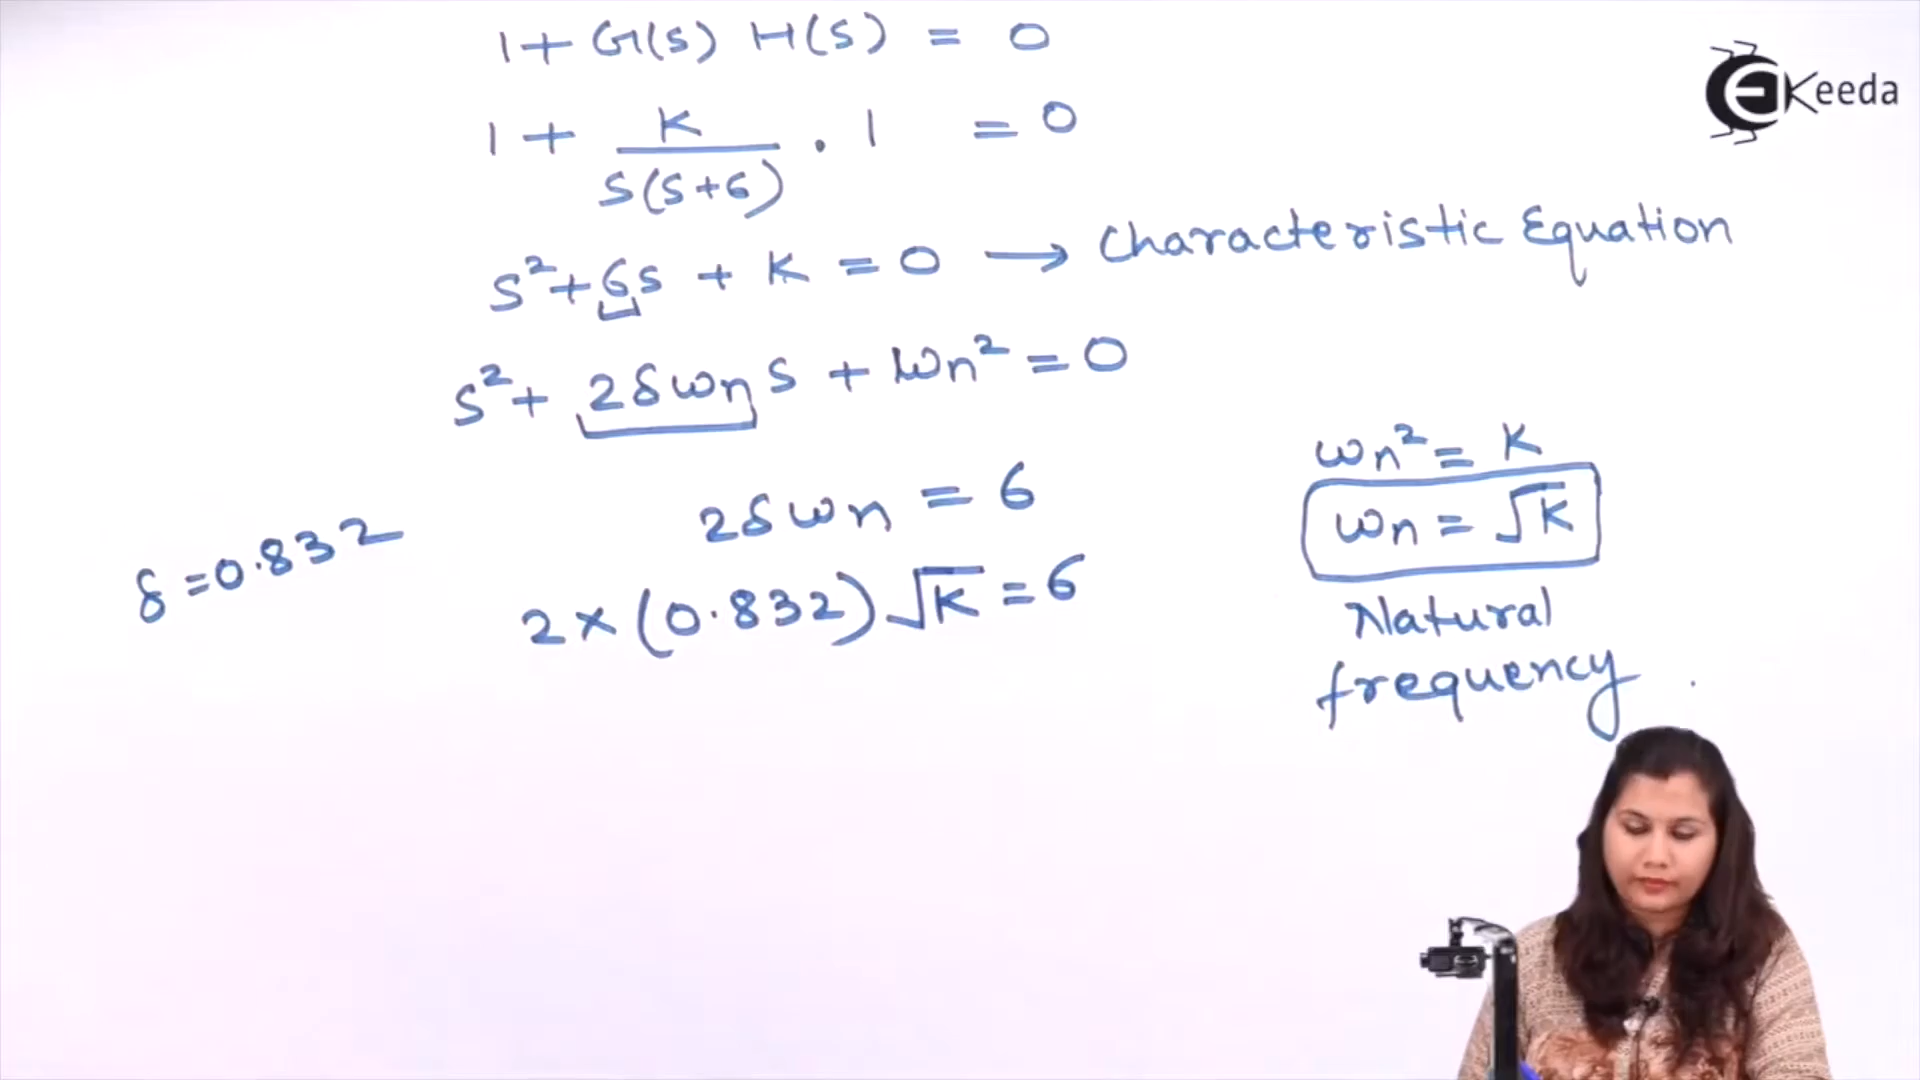 1 + G(s) H(s) = 0
Keeda
1 + K / s(s+6) . 1 = 0
s² + 6s + K = 0 → Characteristic Equation
s² + 2δωn s + ωn² = 0
ωn² = K
2δωn = 6
ωn = √K
δ = 0.832
2 × (0.832) √K = 6
Natural
frequency